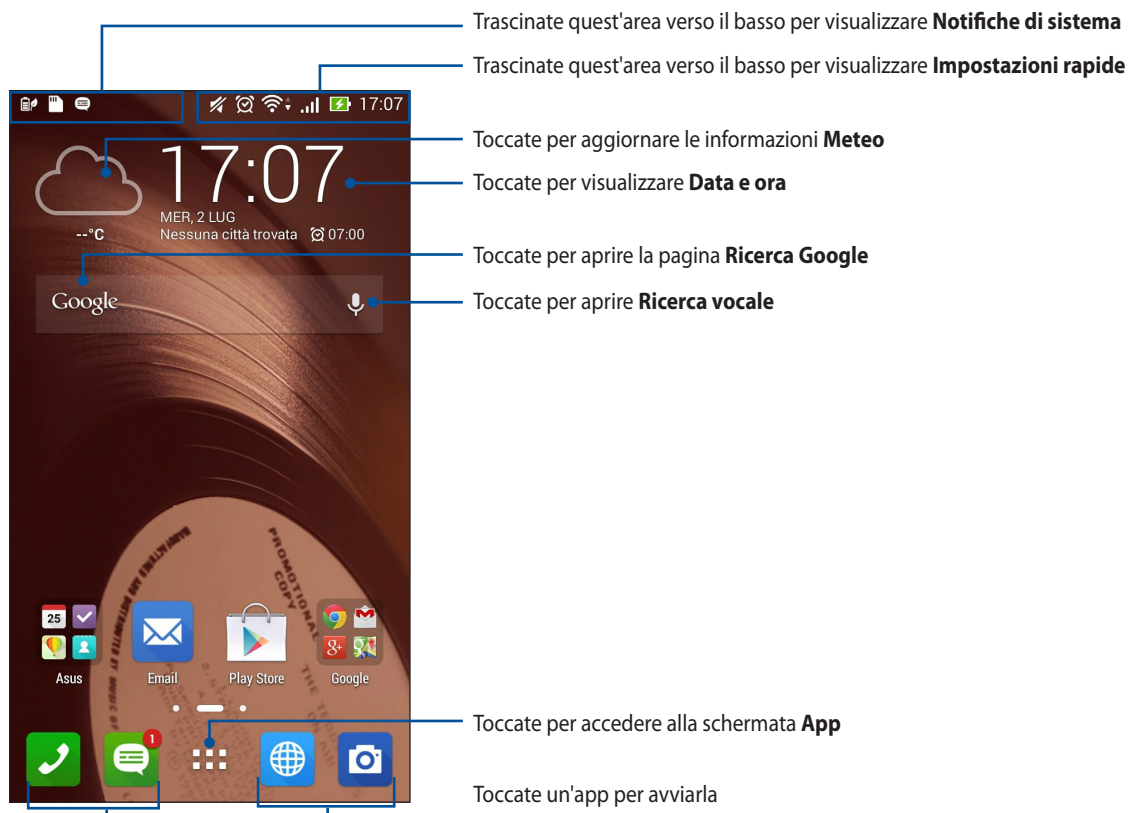 Trascinate quest'area verso il basso per visualizzare Notifiche di sistema
Trascinate quest'area verso il basso per visualizzare Impostazioni rapide
17:07
Toccate per aggiornare le informazioni Meteo
17:07
Toccate per visualizzare Data e ora
MER, 2 LUG
--°C
Nessuna città trovata 07:00
Toccate per aprire la pagina Ricerca Google
Google
Toccate per aprire Ricerca vocale
PROMOTIONAL
COPY
25
8+
Asus
Email
Play Store
Google
Toccate per accedere alla schermata App
1
Toccate un'app per avviarla